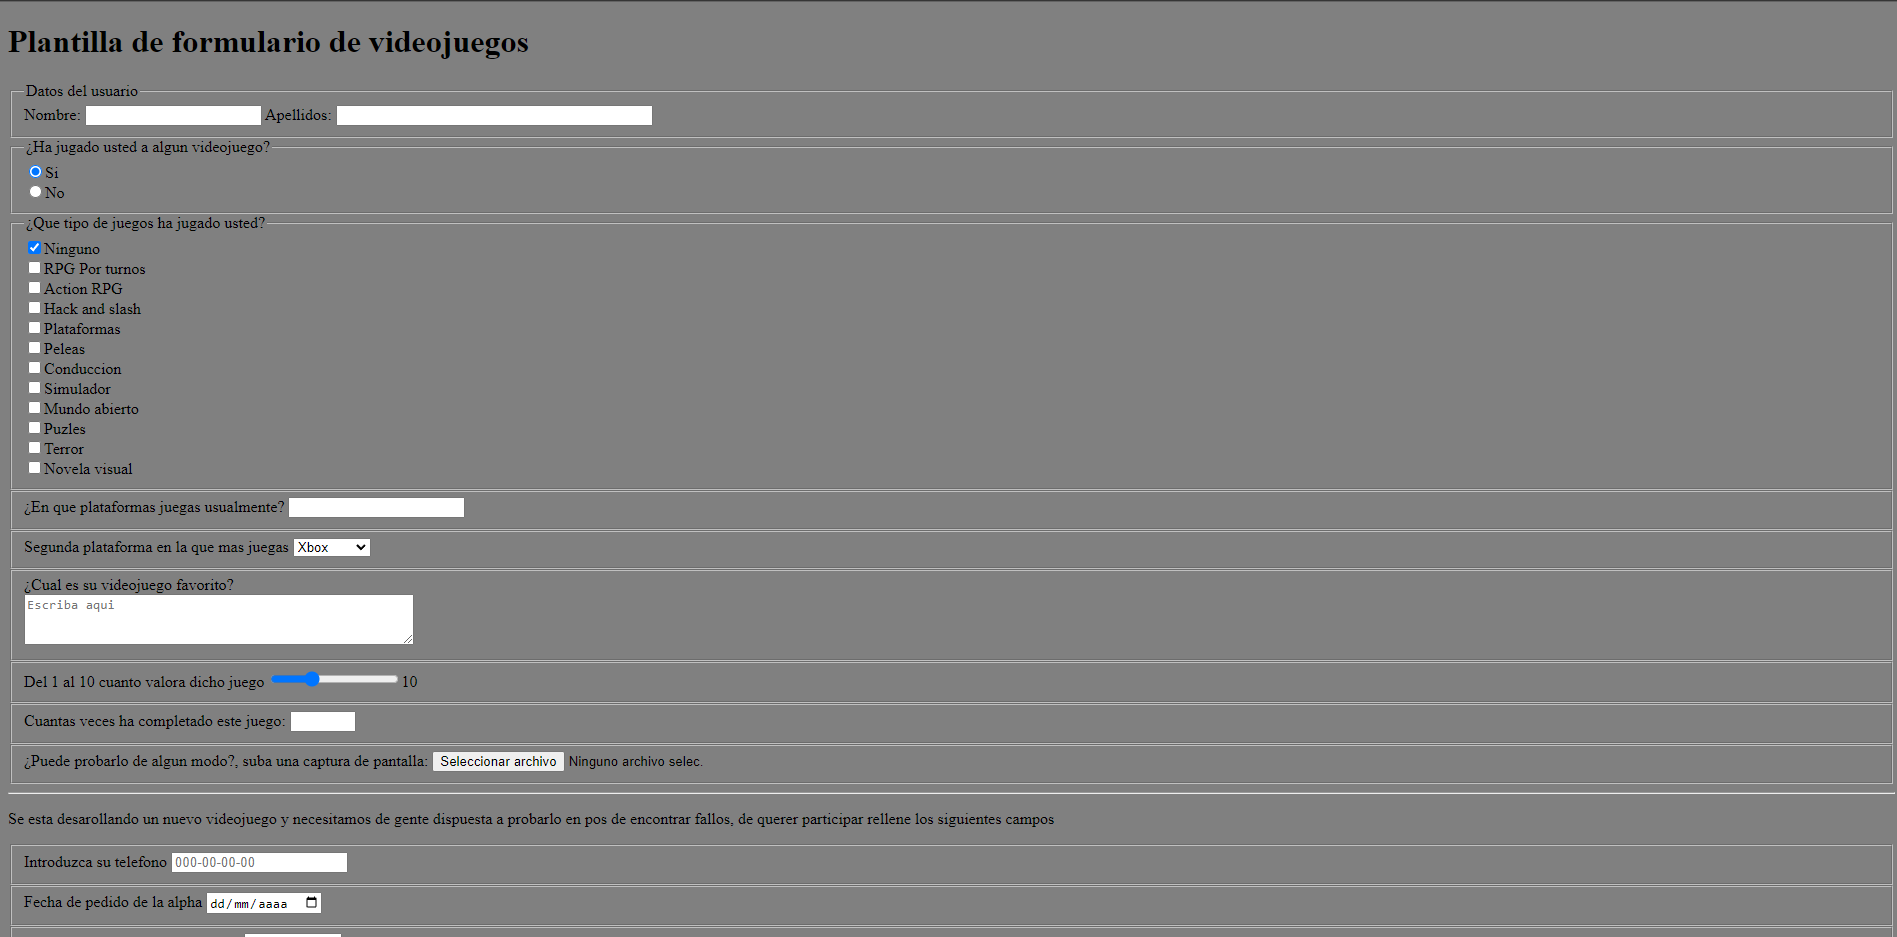 Plantilla de formulario de videojuegos
Datos del usuario
Nombre: Apellidos:
¿Ha jugado usted a algun videojuego?
Si
No
¿Que tipo de juegos ha jugado usted?
Ninguno
RPG Por turnos
Action RPG
Hack and slash
Plataformas
Peleas
Conduccion
Simulador
Mundo abierto
Puzles
Terror
Novela visual
¿En que plataformas juegas usualmente?
Segunda plataforma en la que mas juegas Xbox
¿Cual es su videojuego favorito?
Escriba aqui
Del 1 al 10 cuanto valora dicho juego 10
Cuantas veces ha completado este juego:
¿Puede probarlo de algun modo?, suba una captura de pantalla: Seleccionar archivo Ninguno archivo selec.
Se esta desarollando un nuevo videojuego y necesitamos de gente dispuesta a probarlo en pos de encontrar fallos, de querer participar rellene los siguientes campos
Introduzca su telefono 000-00-00-00
Fecha de pedido de la alpha dd/mm/aaaa